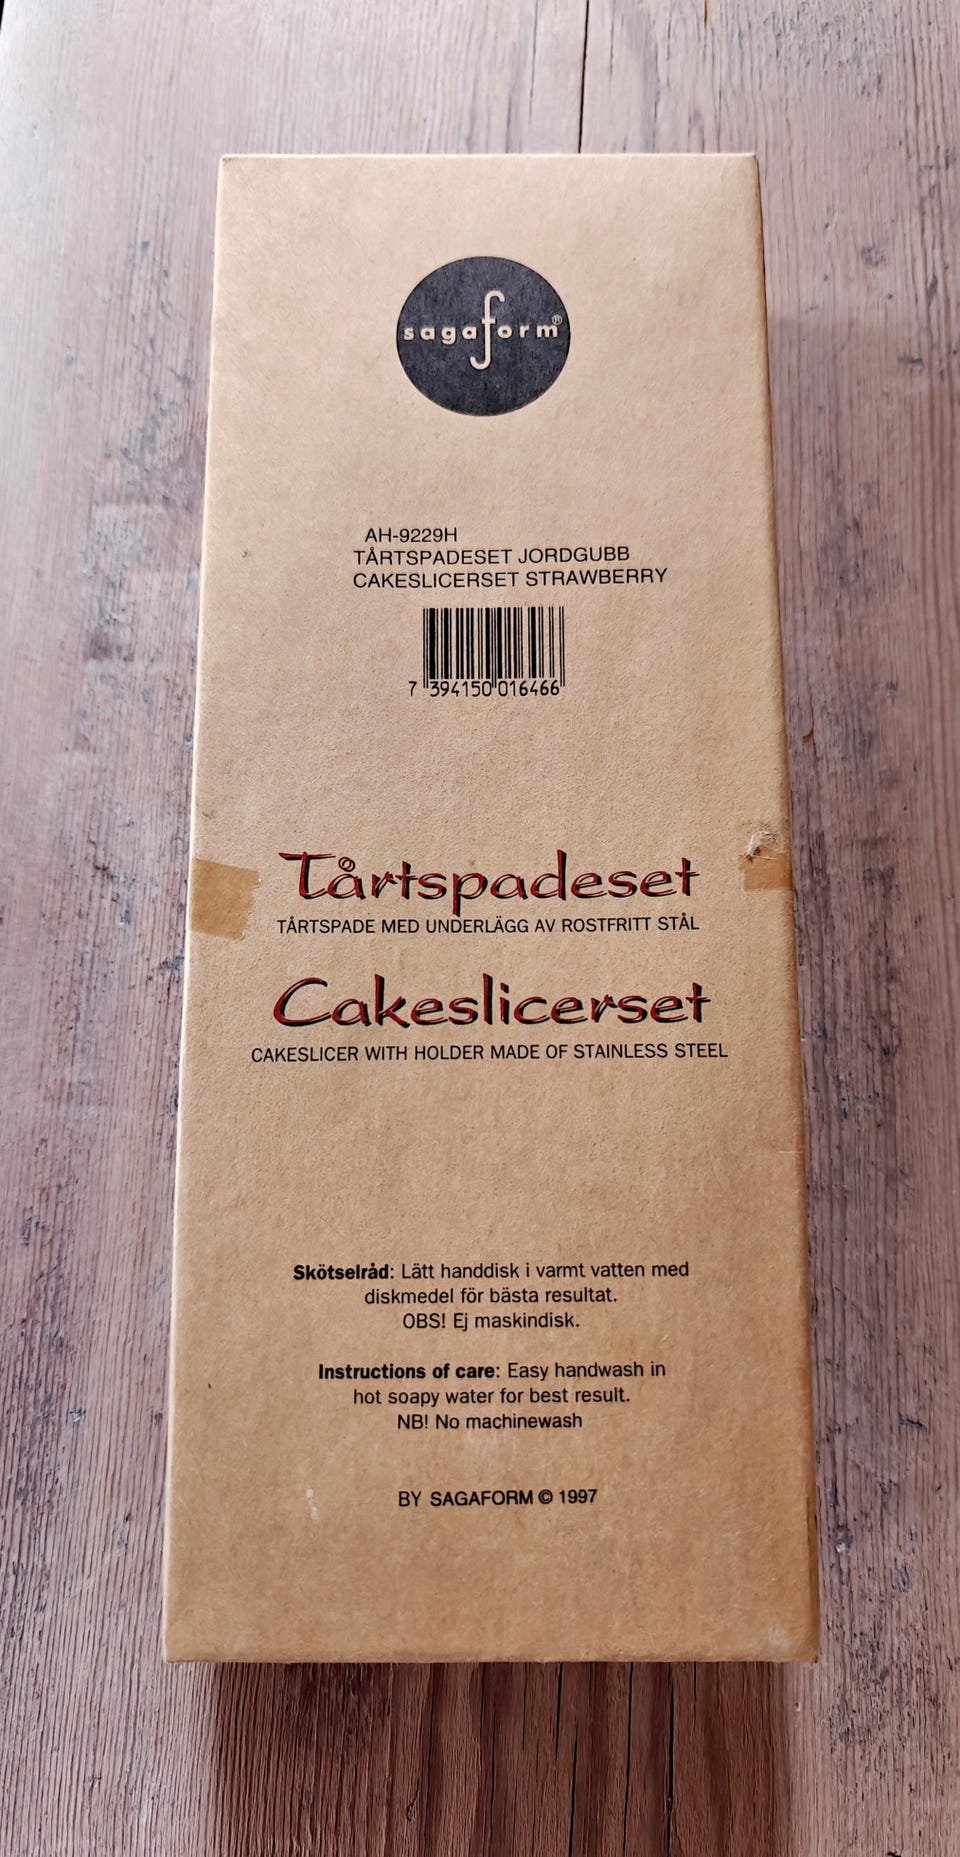 sagaform®
AH-9229H
TÅRTSPADESET JORDGUBB
CAKESLICERSET STRAWBERRY
7 394150 016466
Tårtspadeset
TÅRTSPADE MED UNDERLÄGG AV ROSTFRITT STÅL
Cakeslicerset
CAKESLICER WITH HOLDER MADE OF STAINLESS STEEL
Skötselråd: Lätt handdisk i varmt vatten med
diskmedel för bästa resultat.
OBS! Ej maskindisk.
Instructions of care: Easy handwash in
hot soapy water for best result.
NB! No machinewash
BY SAGAFORM © 1997